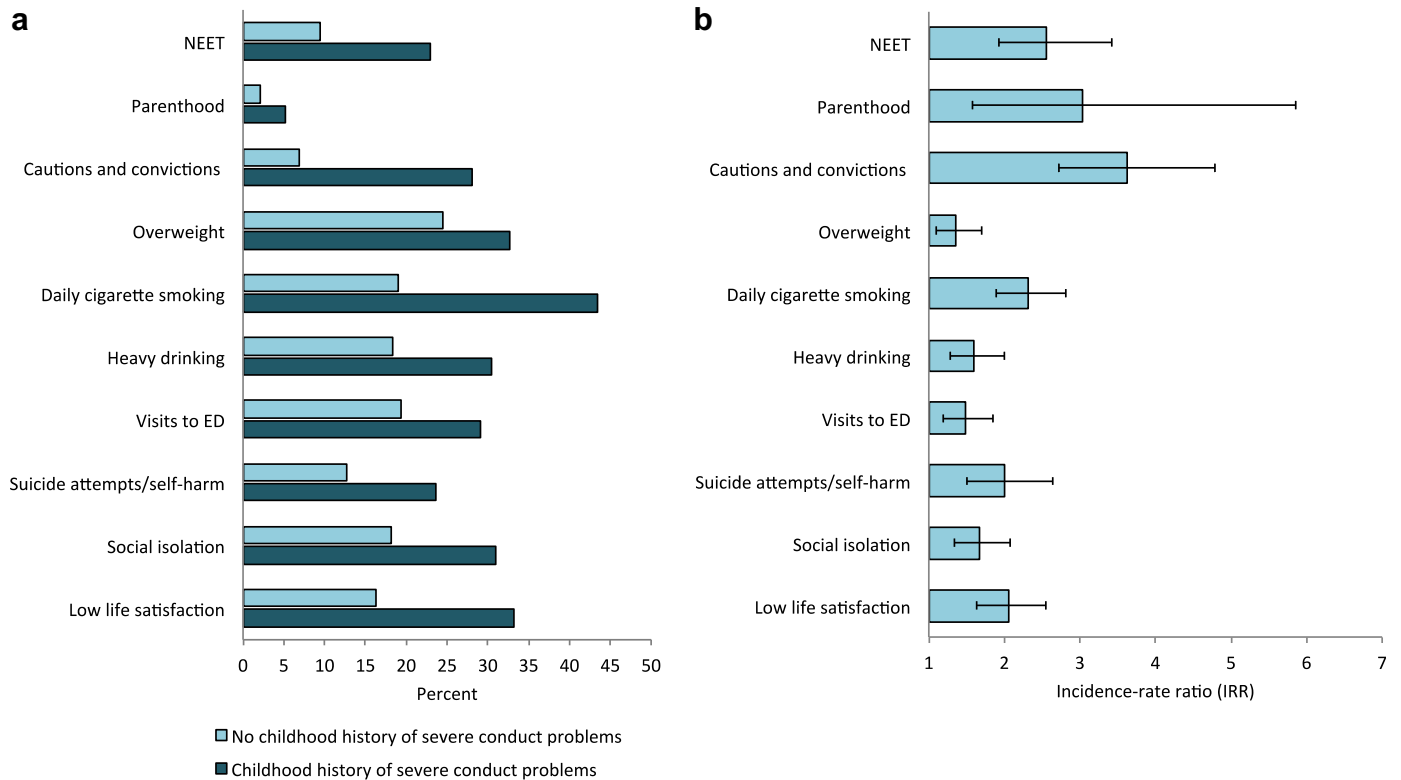 a
NEET
Parenthood
Cautions and convictions
Overweight
Daily cigarette smoking
Heavy drinking
Visits to ED
Suicide attempts/self-harm
Social isolation
Low life satisfaction
0 5 10 15 20 25 30 35 40 45 50
Percent
No childhood history of severe conduct problems
Childhood history of severe conduct problems
b
NEET
Parenthood
Cautions and convictions
Overweight
Daily cigarette smoking
Heavy drinking
Visits to ED
Suicide attempts/self-harm
Social isolation
Low life satisfaction
1 2 3 4 5 6 7
Incidence-rate ratio (IRR)